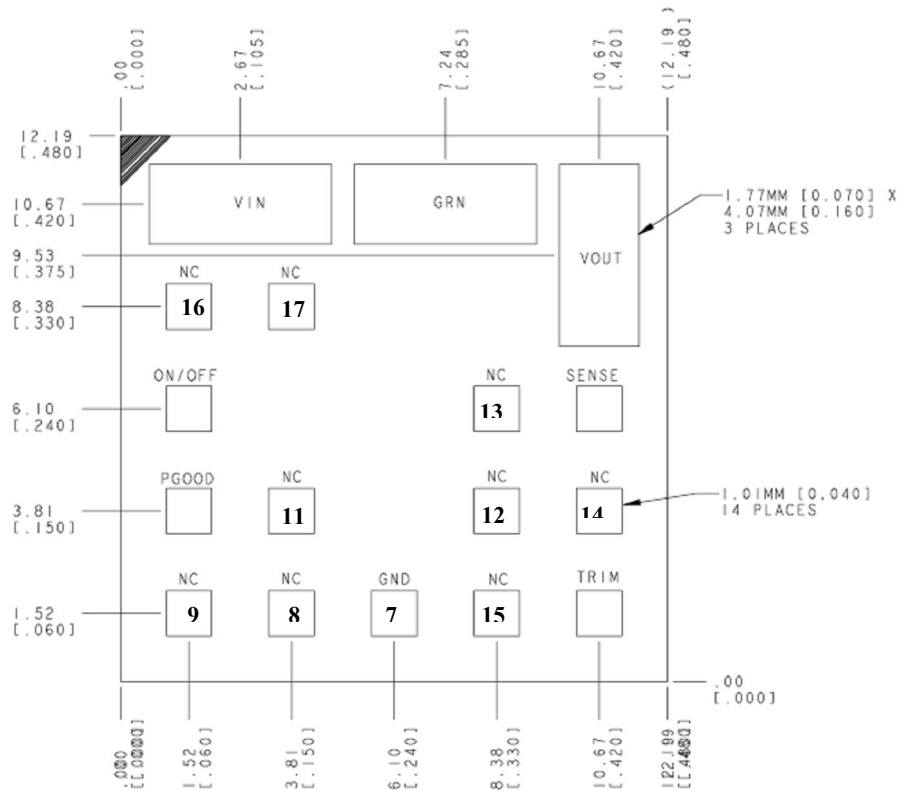 .00
[.0000]
2.67
[.105]
7.24
[.285]
10.67
[.420]
(12.19 )
[.480]
12.19
[.480]
10.67
[.420]
VIN
GRN
1.77MM [0.070] X
4.07MM [0.160]
3 PLACES
9.53
[.375]
VOUT
NC
NC
8.38
[.330]
16
17
ON/OFF
NC
SENSE
6.10
[.240]
13
PGOOD
NC
NC
NC
3.81
[.150]
11
12
14
1.01MM [0.040]
14 PLACES
NC
NC
GND
NC
TRIM
1.52
[.060]
9
8
7
15
.00
[.000]
1.52
[.060]
3.81
[.150]
6.10
[.240]
8.38
[.330]
10.67
[.420]